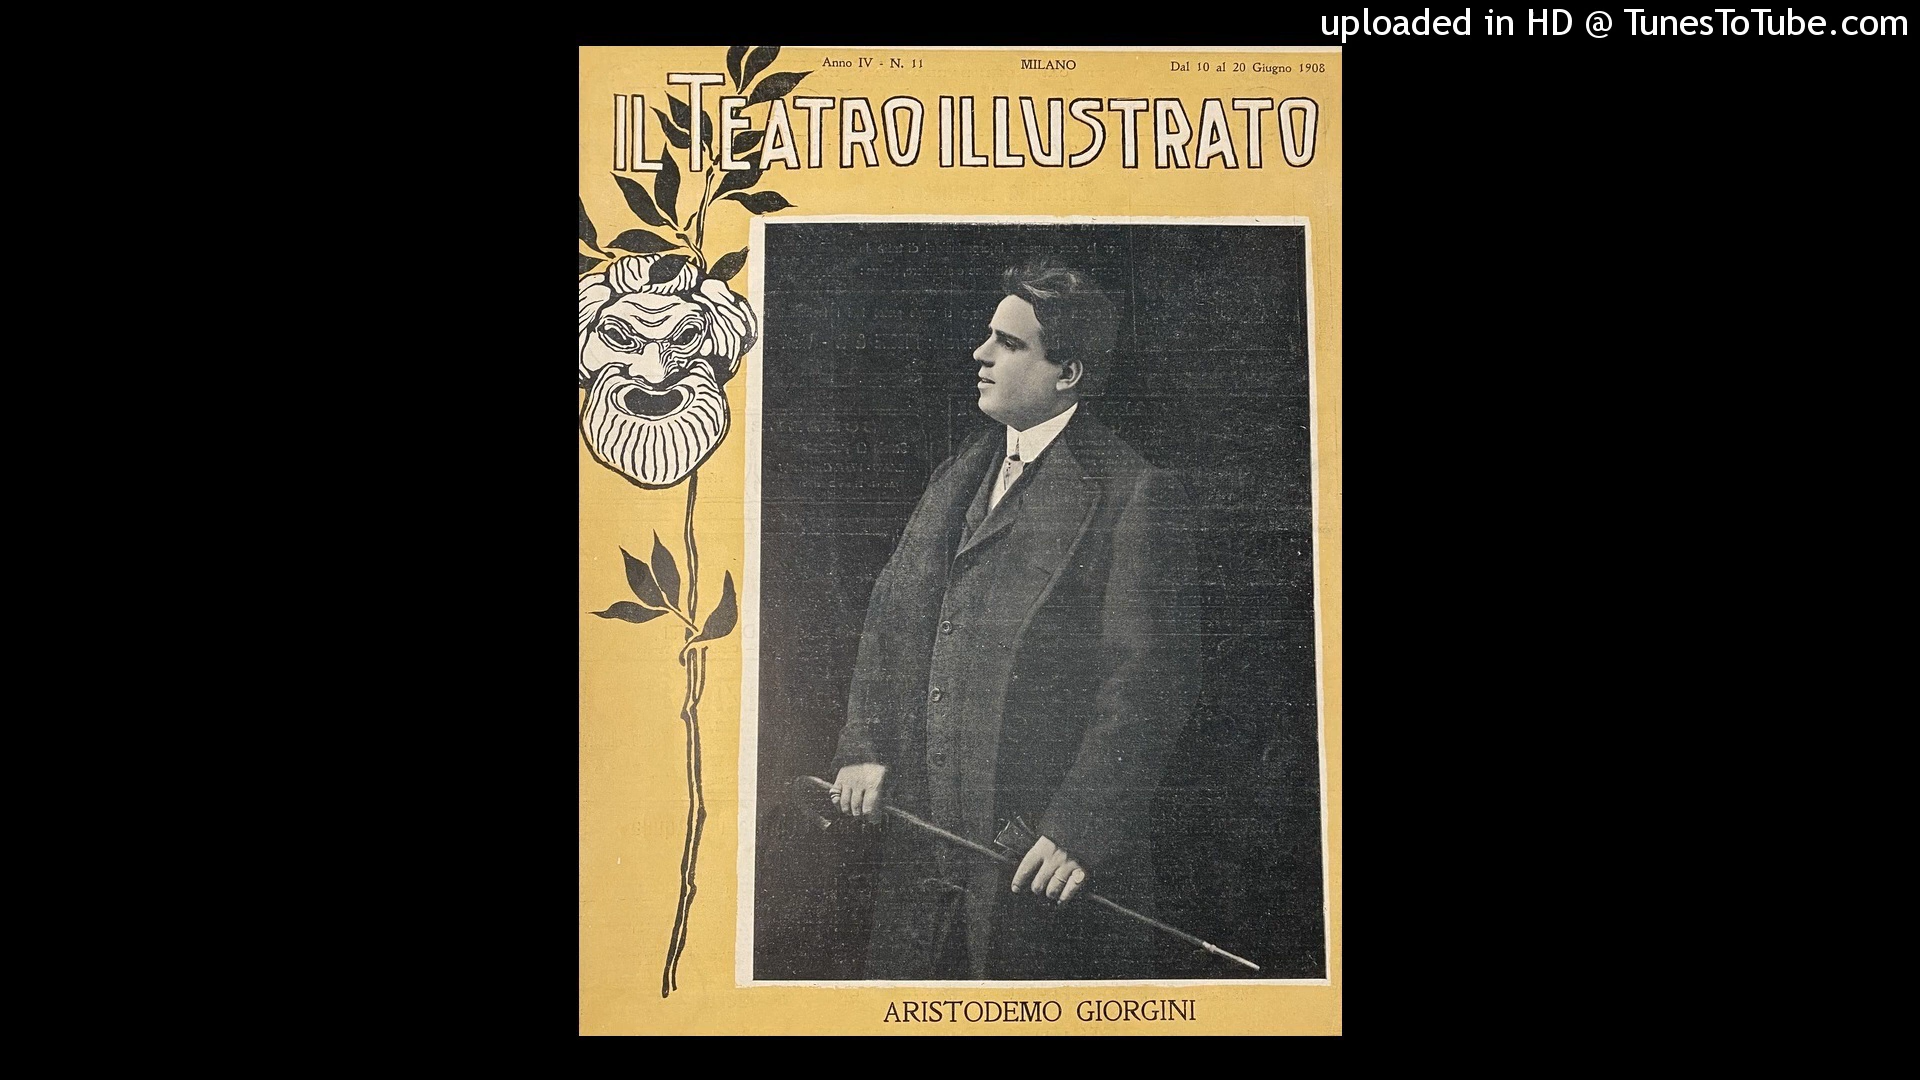 uploaded in HD @ TunesToTube.com
Anno IV - N. 11 MILANO Dal 10 al 20 Giugno 1908
IL TEATRO ILLUSTRATO
ARISTODEMO GIORGINI